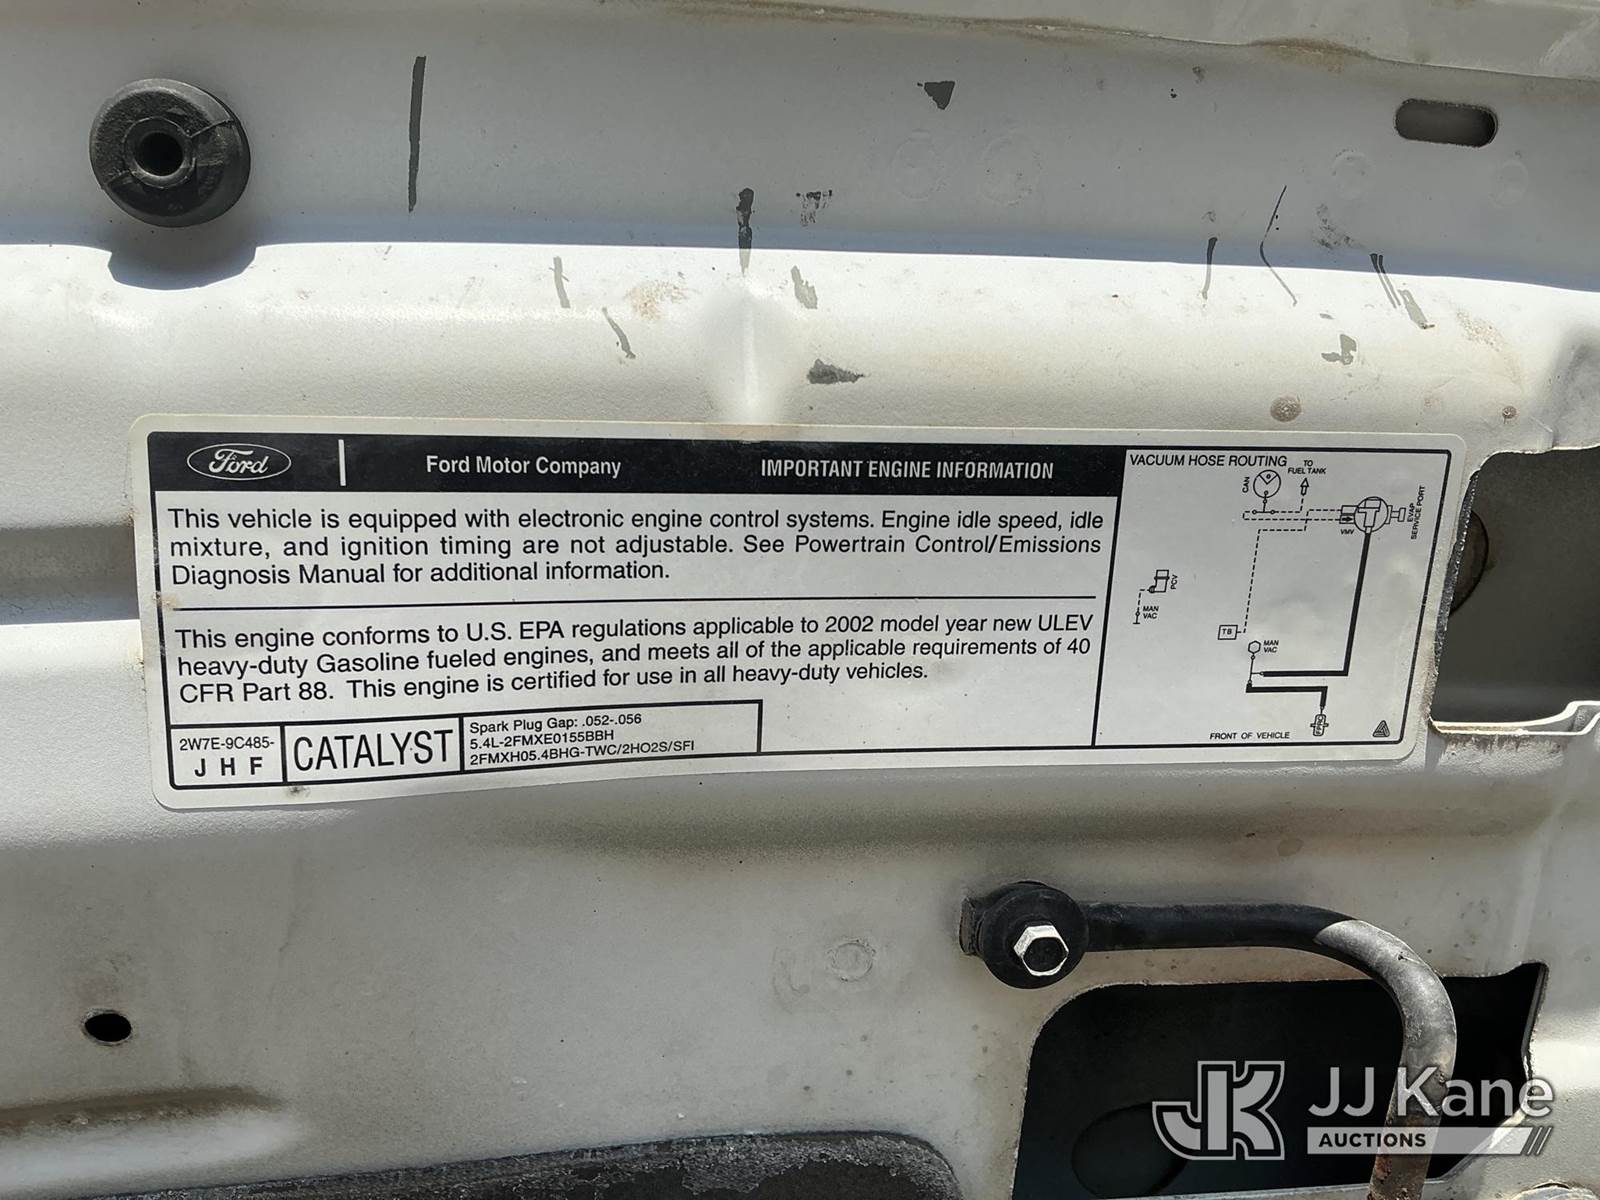 Ford
Ford Motor Company
IMPORTANT ENGINE INFORMATION
This vehicle is equipped with electronic engine control systems. Engine idle speed, idle
mixture, and ignition timing are not adjustable. See Powertrain Control/Emissions
Diagnosis Manual for additional information.
This engine conforms to U.S. EPA regulations applicable to 2002 model year new ULEV
heavy-duty Gasoline fueled engines, and meets all of the applicable requirements of 40
CFR Part 88. This engine is certified for use in all heavy-duty vehicles.
2W7E-9C485-
J H F
CATALYST
Spark Plug Gap: .052-.056
5.4L-2FMXE0155BBH
2FMXH05.4BHG-TWC/2HO2S/SFI
VACUUM HOSE ROUTING
TO
FUEL TANK
CAN
EVAP
SERVICE PORT
VMV
PCV
MAN
VAC
TB
MAN
VAC
FPRC
FRONT OF VEHICLE
JK
JJ Kane
AUCTIONS